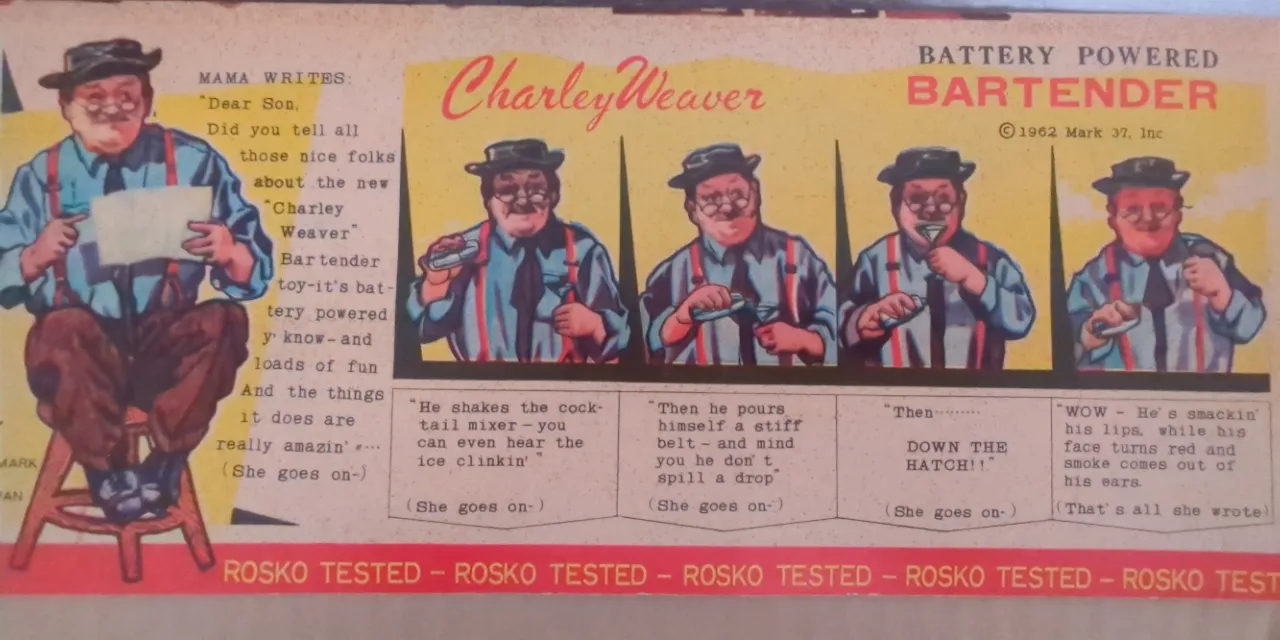 MAMA WRITES:
"Dear Son,
Did you tell all
those nice folks
about the new
"Charley
Weaver"
Bartender
toy-it's bat-
tery powered
y' know-and
loads of fun
And the things
it does are
really amazin'
(She goes on-)
MARK
AN
Charley Weaver
BATTERY POWERED
BARTENDER
©1962 Mark 37, Inc
"He shakes the cock-
tail mixer-you
can even hear the
ice clinkin'"
(She goes on-)
"Then he pours
himself a stiff
belt-and mind
you he don't
spill a drop"
(She goes on-)
"Then.........
DOWN THE
HATCH!!"
(She goes on-)
"WOW - He's smackin'
his lips, while his
face turns red and
smoke comes out of
his ears.
(That's all she wrote)
ROSKO TESTED - ROSKO TESTED - ROSKO TESTED - ROSKO TESTED - ROSKO TEST